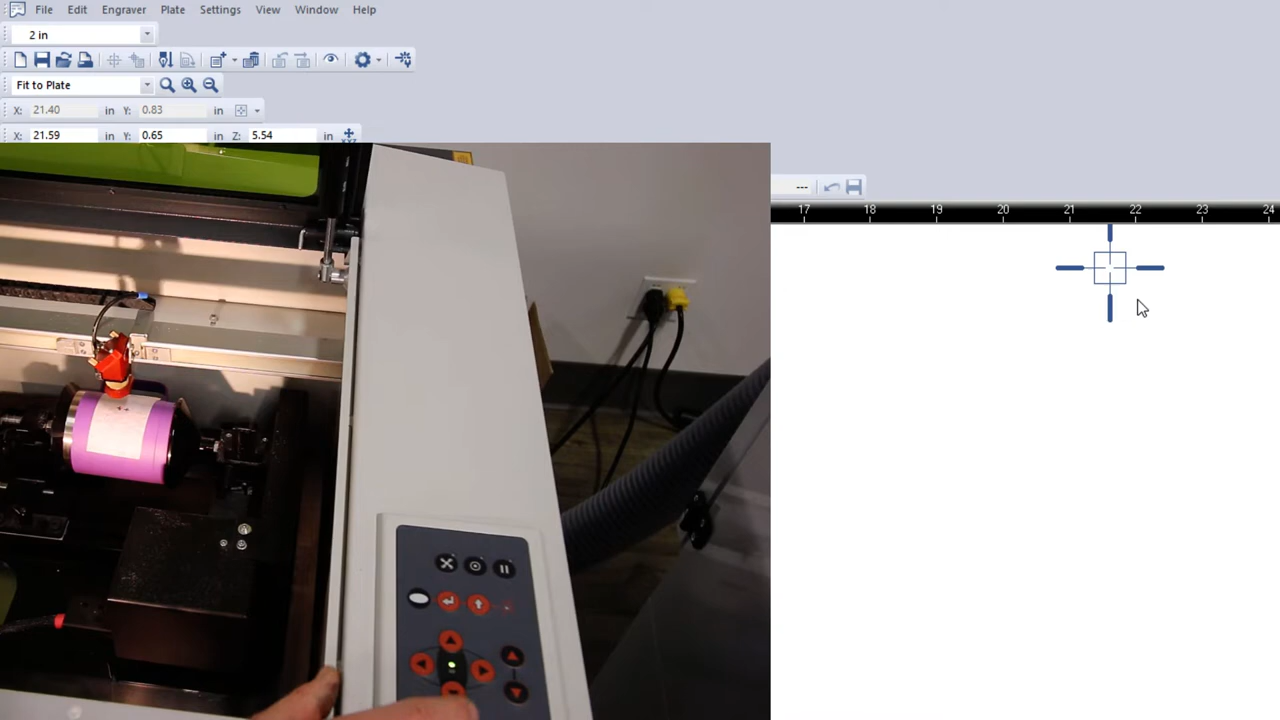 File Edit Engraver Plate Settings View Window Help
2 in
Fit to Plate
X: 21.40 in Y: 0.83 in
X: 21.59 in Y: 0.65 in Z: 5.54 in
---
17 18 19 20 21 22 23 24